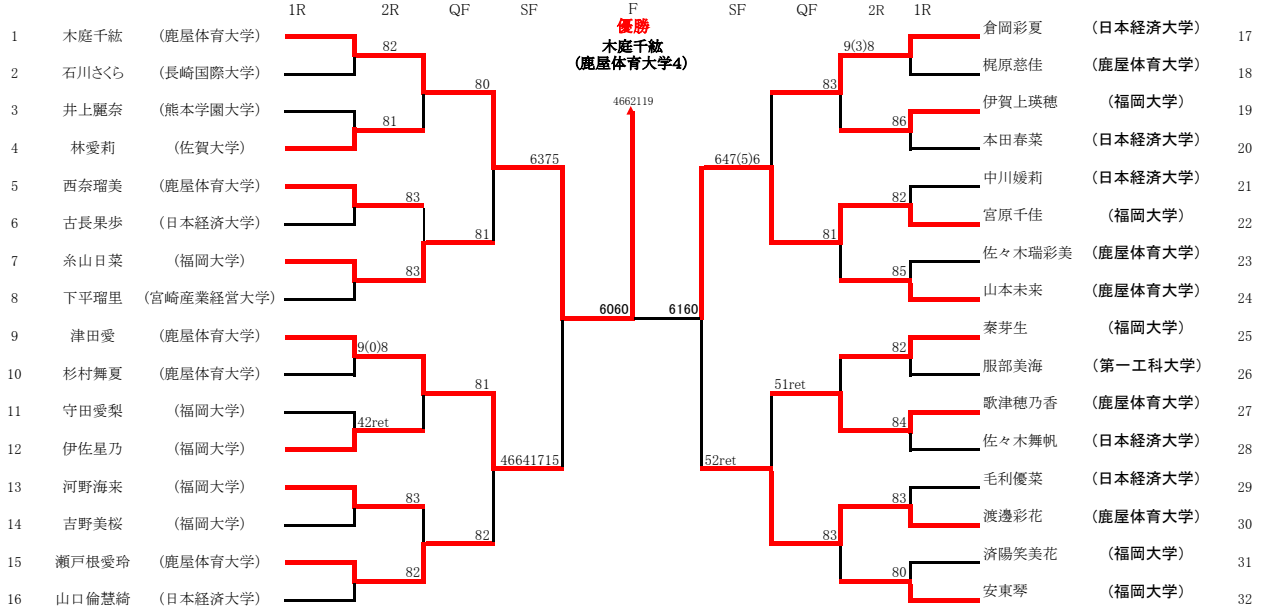 1R 2R QF SF F SF QF 2R 1R
優勝
木庭千紘
(鹿屋体育大学4)
4662119
1 木庭千紘 (鹿屋体育大学)
82
2 石川さくら (長崎国際大学)
80
3 井上麗奈 (熊本学園大学)
81
4 林愛莉 (佐賀大学)
6375
5 西奈瑠美 (鹿屋体育大学)
83
6 古長果歩 (日本経済大学)
81
7 糸山日菜 (福岡大学)
83
8 下平瑠里 (宮崎産業経営大学)
6060
9 津田愛 (鹿屋体育大学)
9(0)8
10 杉村舞夏 (鹿屋体育大学)
81
11 守田愛梨 (福岡大学)
42ret
12 伊佐星乃 (福岡大学)
46641715
13 河野海来 (福岡大学)
83
14 吉野美桜 (福岡大学)
82
15 瀬戸根愛玲 (鹿屋体育大学)
82
16 山口倫慧綺 (日本経済大学)
倉岡彩夏 (日本経済大学) 17
9(3)8
梶原慈佳 (鹿屋体育大学) 18
83
伊賀上瑛穂 (福岡大学) 19
86
本田春菜 (日本経済大学) 20
647(5)6
中川媛莉 (日本経済大学) 21
82
宮原千佳 (福岡大学) 22
81
佐々木瑞彩美 (鹿屋体育大学) 23
85
山本未来 (鹿屋体育大学) 24
6160
秦芽生 (福岡大学) 25
82
服部美海 (第一工科大学) 26
51ret
歌津穂乃香 (鹿屋体育大学) 27
84
佐々木舞帆 (日本経済大学) 28
52ret
毛利優菜 (日本経済大学) 29
83
渡邊彩花 (鹿屋体育大学) 30
83
済陽笑美花 (福岡大学) 31
80
安東琴 (福岡大学) 32